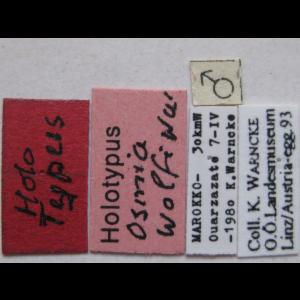 Holo
Typus
Holotypus
Osmia
wolfi War
♂
MAROKKO- 30kmW
Ouarzazate 7-IV
-1980 K.Warncke
Coll. K. WARNCKE
O.Ö.Landesmuseum
Linz/Austria-egg.93